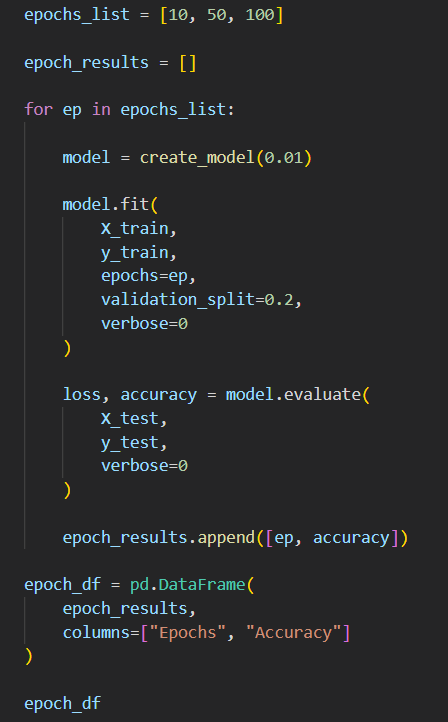 epochs_list = [10, 50, 100]
epoch_results = []
for ep in epochs_list:
    model = create_model(0.01)
    model.fit(
        X_train,
        y_train,
        epochs=ep,
        validation_split=0.2,
        verbose=0
    )
    loss, accuracy = model.evaluate(
        X_test,
        y_test,
        verbose=0
    )
    epoch_results.append([ep, accuracy])
epoch_df = pd.DataFrame(
    epoch_results,
    columns=["Epochs", "Accuracy"]
)
epoch_df